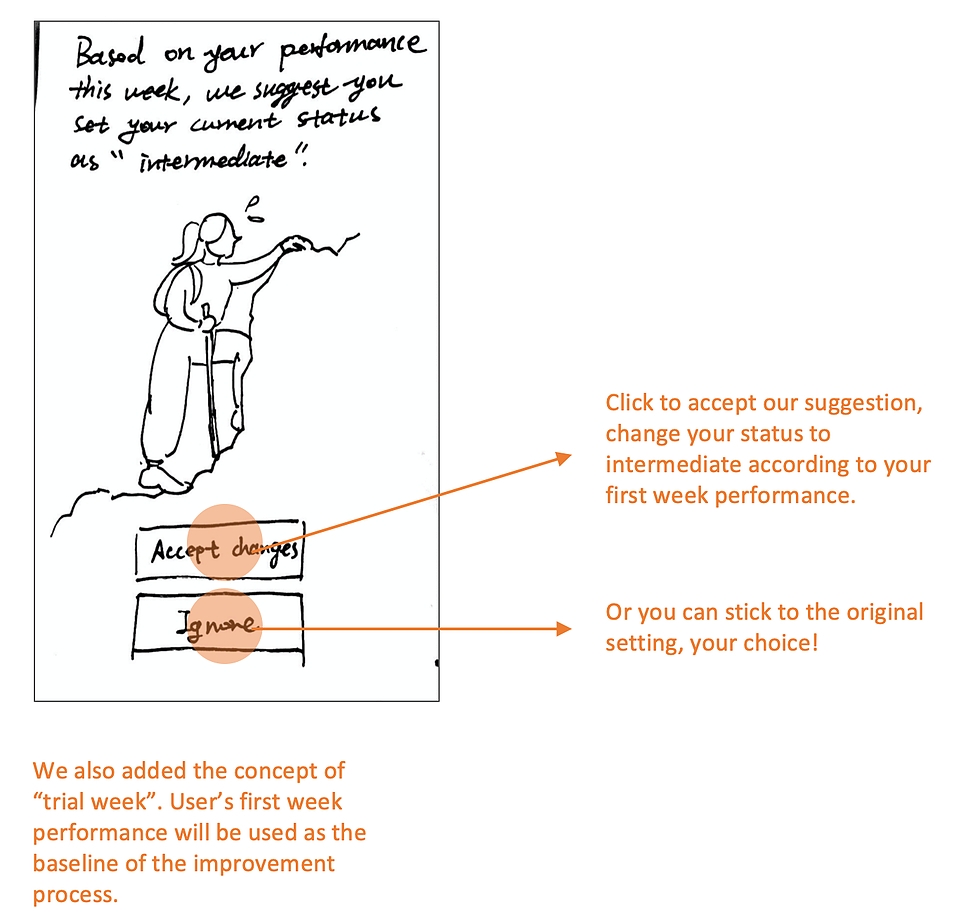 Based on your performance
this week, we suggest you
set your current status
as "intermediate".
Accept changes
Ignore
Click to accept our suggestion,
change your status to
intermediate according to your
first week performance.
Or you can stick to the original
setting, your choice!
We also added the concept of
“trial week”. User’s first week
performance will be used as the
baseline of the improvement
process.